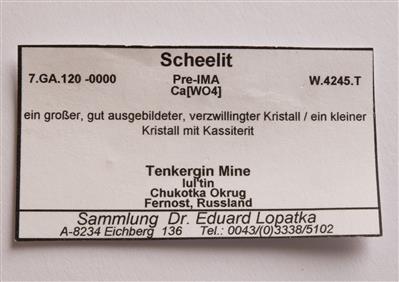 Scheelit
7.GA.120 -0000 Pre-IMA W.4245.T
Ca[WO4]
ein großer, gut ausgebildeter, verzwillingter Kristall / ein kleiner
Kristall mit Kassiterit
Tenkergin Mine
Iul'tin
Chukotka Okrug
Fernost, Russland
Sammlung Dr. Eduard Lopatka
A-8234 Eichberg 136 Tel.: 0043/(0)3338/5102